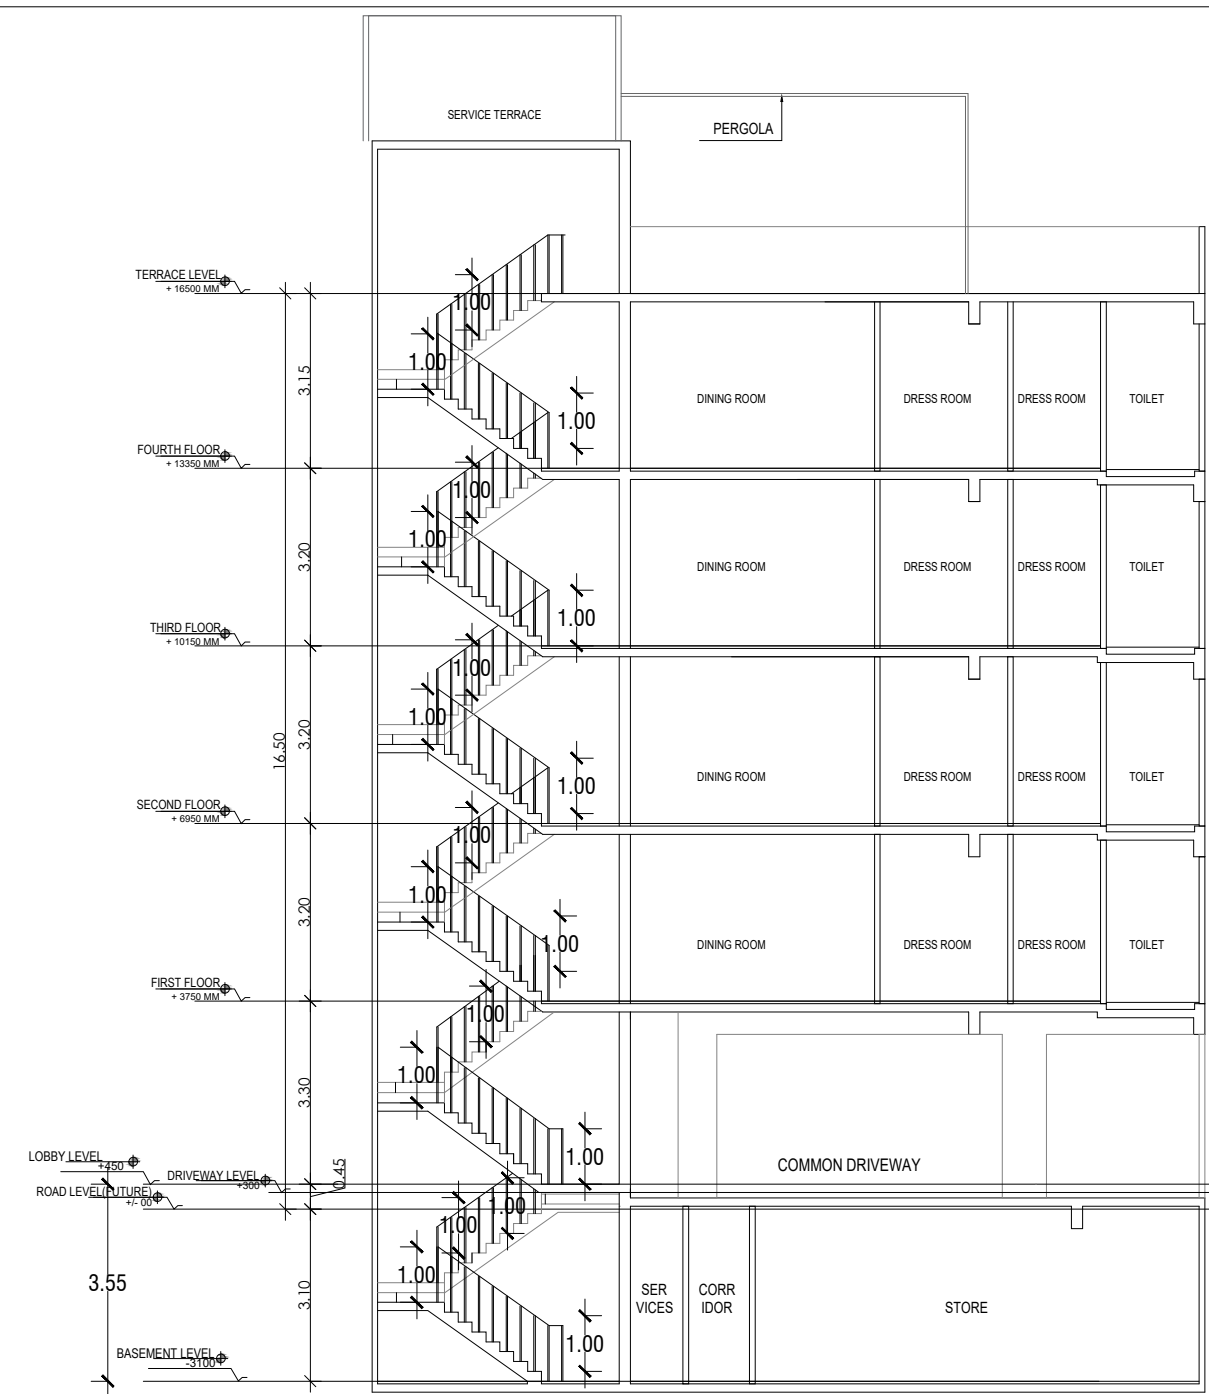 SERVICE TERRACE
PERGOLA
TERRACE LEVEL
+ 16500 MM
1.00
1.00
3.15
DINING ROOM
DRESS ROOM
DRESS ROOM
TOILET
1.00
FOURTH FLOOR
+ 13350 MM
1.00
1.00
3.20
DINING ROOM
DRESS ROOM
DRESS ROOM
TOILET
1.00
THIRD FLOOR
+ 10150 MM
1.00
1.00
16.50
3.20
DINING ROOM
DRESS ROOM
DRESS ROOM
TOILET
1.00
SECOND FLOOR
+ 6950 MM
1.00
1.00
3.20
1.00
DINING ROOM
DRESS ROOM
DRESS ROOM
TOILET
FIRST FLOOR
+ 3750 MM
1.00
1.00
3.30
LOBBY LEVEL
+450
DRIVEWAY LEVEL
+300
0.45
1.00
COMMON DRIVEWAY
ROAD LEVEL(FUTURE)
+/- 00
1.00
1.00
1.00
3.55
3.10
SER
VICES
CORR
IDOR
STORE
1.00
BASEMENT LEVEL
-3100